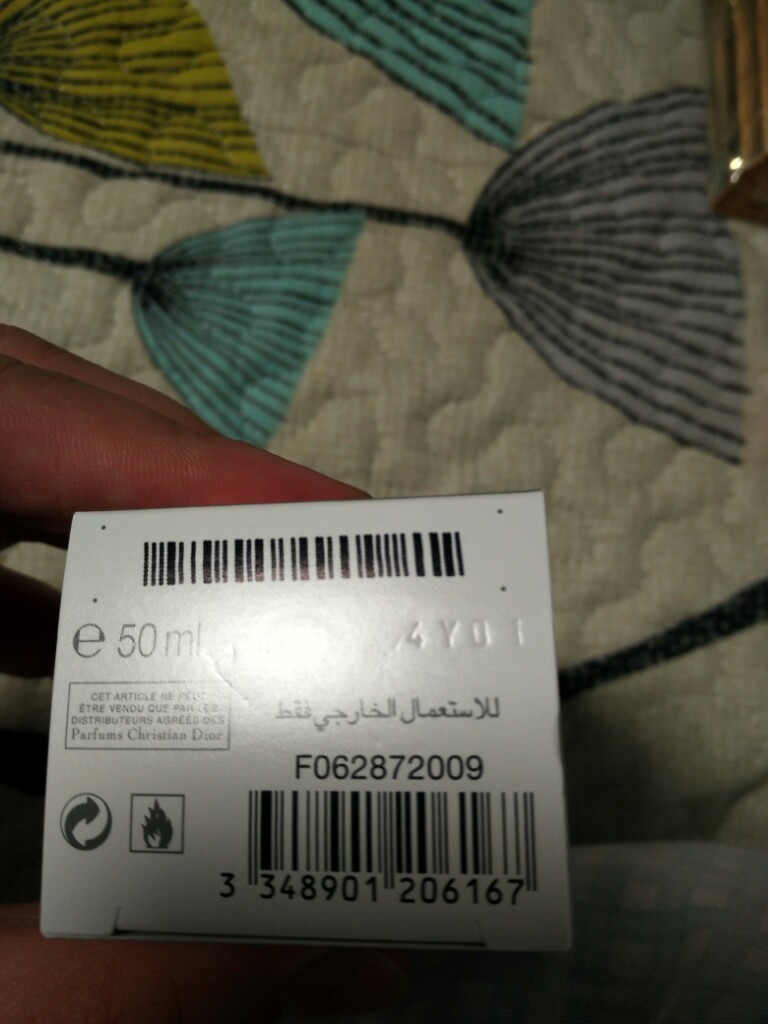 e 50 ml 4Y01
CET ARTICLE NE PEUT
ÊTRE VENDU QUE PAR LES
DISTRIBUTEURS AGRÉÉS DES
Parfums Christian Dior
للاستعمال الخارجي فقط
F062872009
3 348901 206167